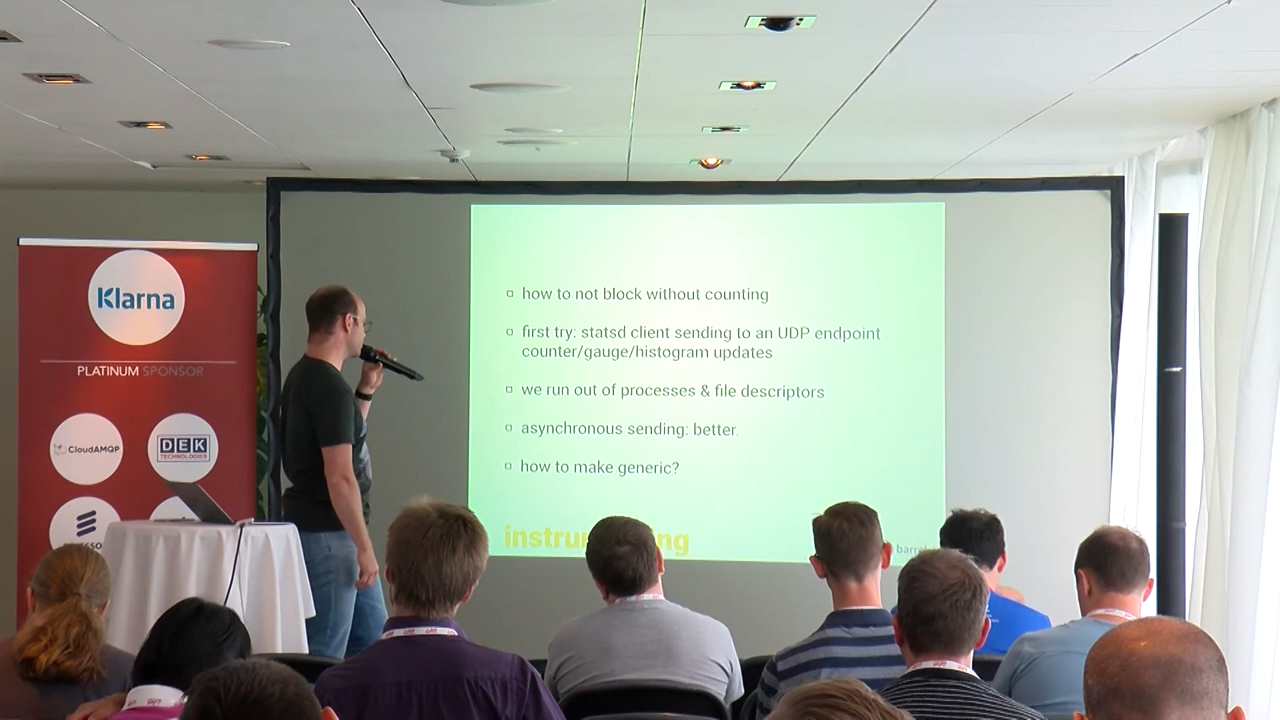 Klarna
PLATINUM SPONSOR
CloudAMQP
DEK
TECHNOLOGIES
how to not block without counting
first try: statsd client sending to an UDP endpoint
counter/gauge/histogram updates
we run out of processes & file descriptors
asynchronous sending: better.
how to make generic?